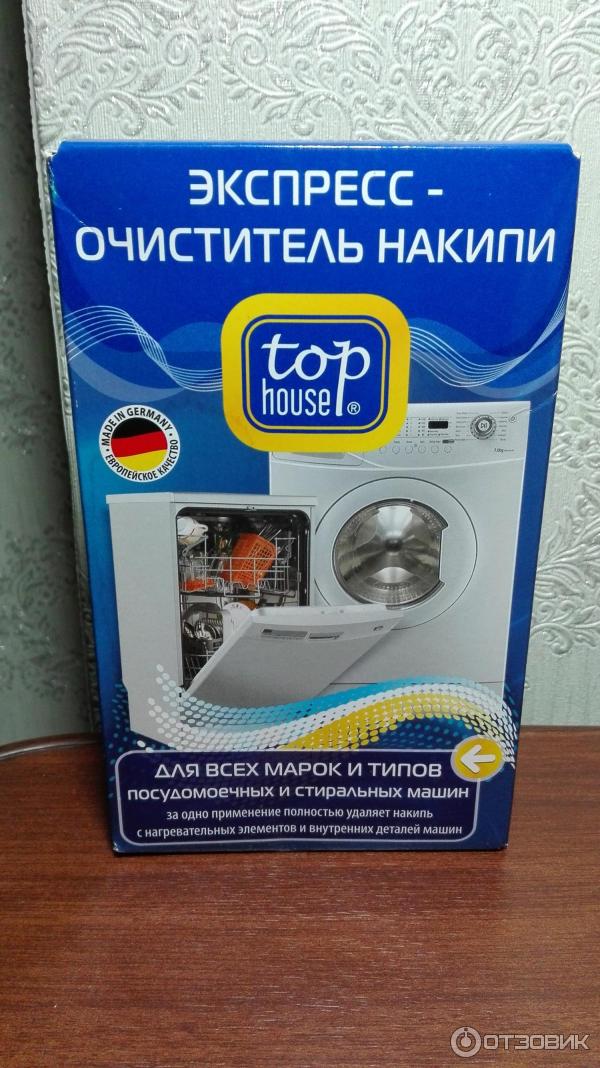 ЭКСПРЕСС -
ОЧИСТИТЕЛЬ НАКИПИ
top
house®
MADE IN GERMANY
ЕВРОПЕЙСКОЕ КАЧЕСТВО
ДЛЯ ВСЕХ МАРОК И ТИПОВ
ПОСУДОМОЕЧНЫХ И СТИРАЛЬНЫХ МАШИН
за одно применение полностью удаляет накипь
с нагревательных элементов и внутренних деталей машин
ОТЗОВИК